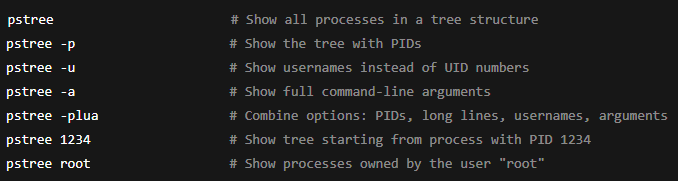 pstree # Show all processes in a tree structure
pstree -p # Show the tree with PIDs
pstree -u # Show usernames instead of UID numbers
pstree -a # Show full command-line arguments
pstree -plua # Combine options: PIDs, long lines, usernames, arguments
pstree 1234 # Show tree starting from process with PID 1234
pstree root # Show processes owned by the user "root"